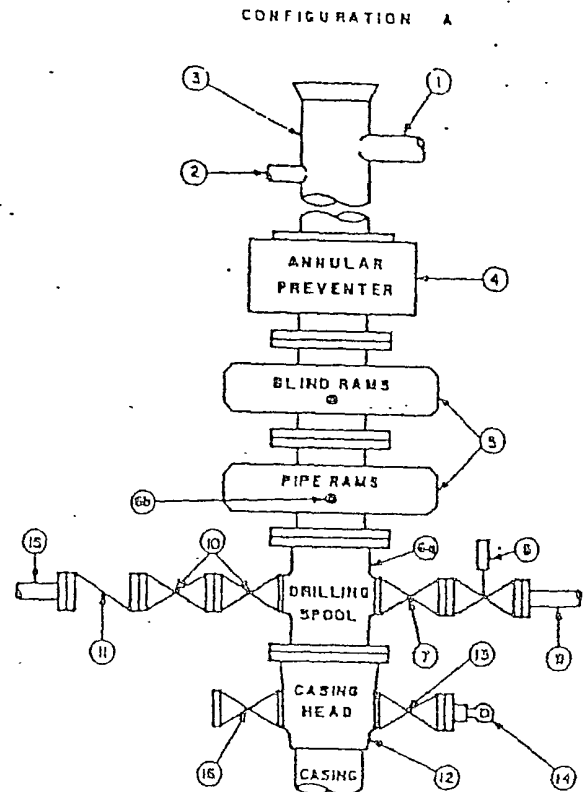 CONFIGURATION A
3
1
2
ANNULAR
PREVENTER
4
BLIND RAMS
5
PIPE RAMS
6b
15
10
6a
8
DRILLING
SPOOL
11
7
9
13
CASING
HEAD
16
12
14
CASING